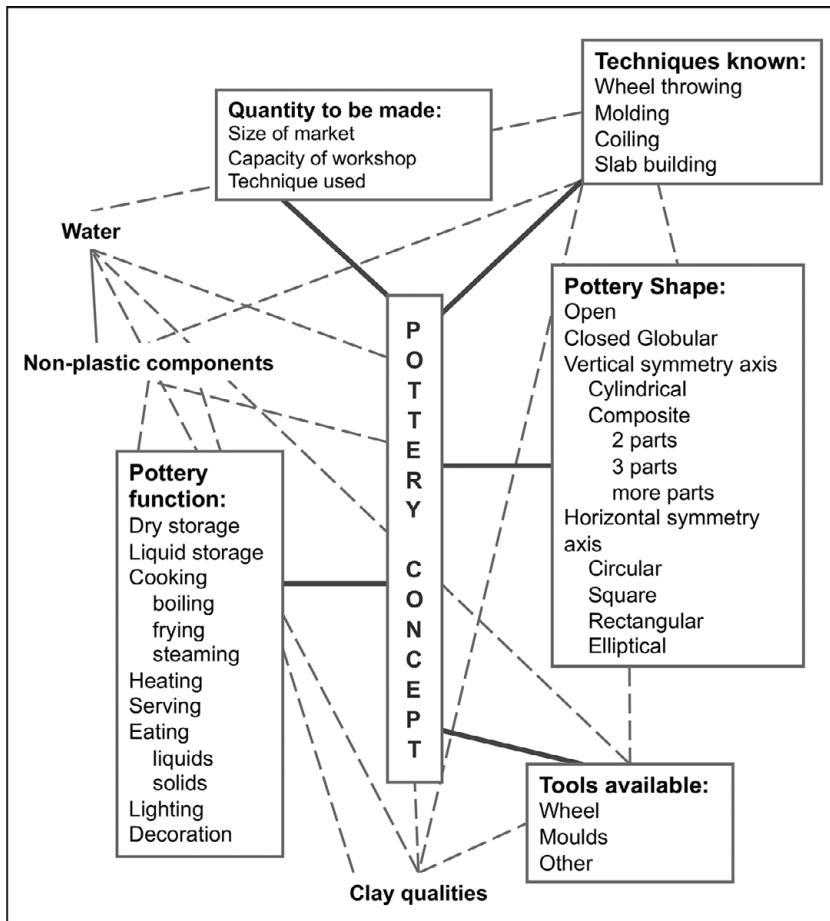 Techniques known:
Wheel throwing
Molding
Coiling
Slab building
Quantity to be made:
Size of market
Capacity of workshop
Technique used
Water
Non-plastic components
POTTERY CONCEPT
Pottery Shape:
Open
Closed Globular
Vertical symmetry axis
Cylindrical
Composite
2 parts
3 parts
more parts
Horizontal symmetry
axis
Circular
Square
Rectangular
Elliptical
Pottery
function:
Dry storage
Liquid storage
Cooking
boiling
frying
steaming
Heating
Serving
Eating
liquids
solids
Lighting
Decoration
Tools available:
Wheel
Moulds
Other
Clay qualities